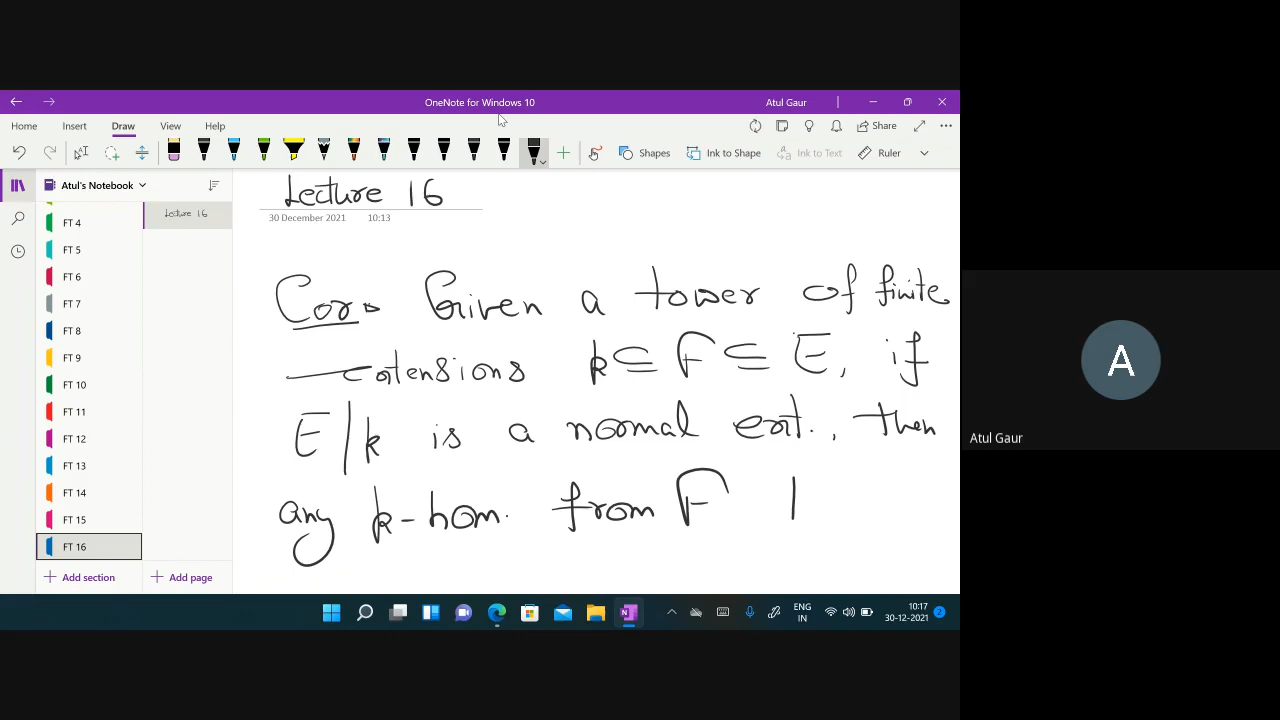 OneNote for Windows 10
Atul Gaur
Home Insert Draw View Help
Share
Shapes Ink to Shape Ink to Text Ruler
Atul's Notebook
FT 4
FT 5
FT 6
FT 7
FT 8
FT 9
FT 10
FT 11
FT 12
FT 13
FT 14
FT 15
FT 16
Add section
Lecture 16
Add page
Lecture 16
30 December 2021 10:13
Cor. Given a tower of finite
extensions k ⊆ F ⊆ E, if
E/k is a normal ext., then
any k-hom. from F
ENG
IN
10:17
30-12-2021
2
A
Atul Gaur